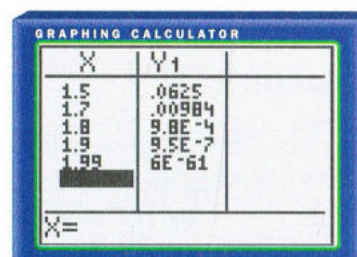 GRAPHING CALCULATOR
X Y1
1.5 .0625
1.7 .00984
1.8 9.8E-4
1.9 9.5E-7
1.99 6E-61
X=